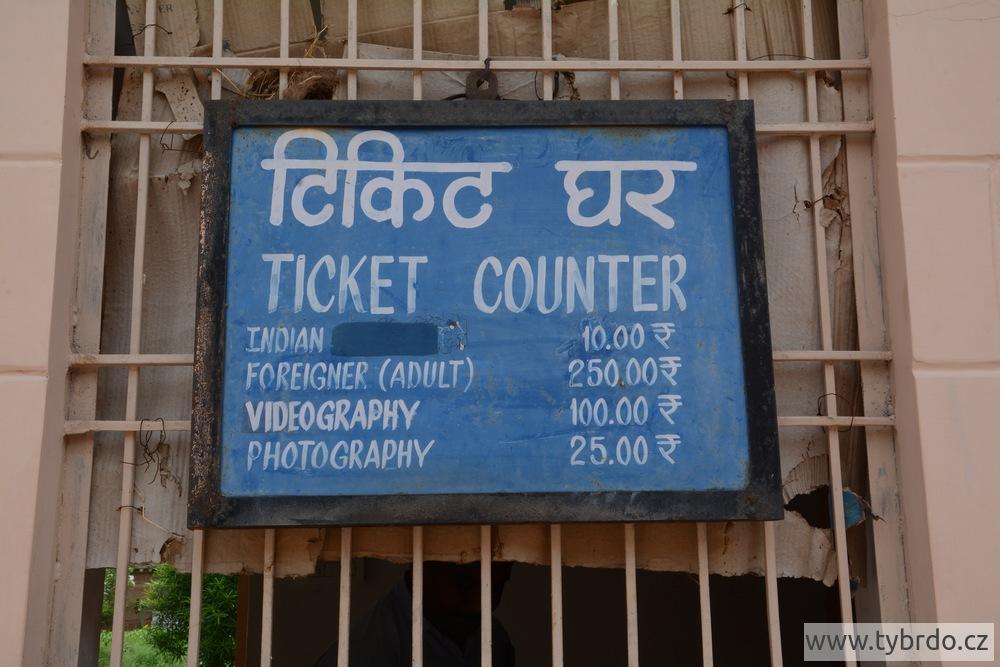 टिकिट घर
TICKET COUNTER
INDIAN 10.00 ₹
FOREIGNER (ADULT) 250.00 ₹
VIDEOGRAPHY 100.00 ₹
PHOTOGRAPHY 25.00 ₹
www.tybrdo.cz